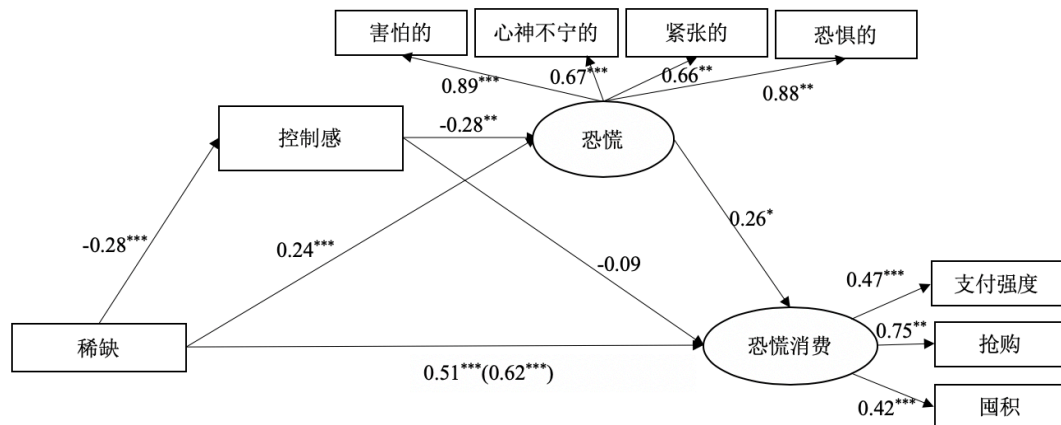 害怕的
心神不宁的
紧张的
恐惧的
0.89***
0.67***
0.66**
0.88**
控制感
-0.28**
恐慌
-0.28***
0.24***
0.26*
-0.09
0.47***
支付强度
稀缺
0.51***(0.62***)
恐慌消费
0.75**
抢购
0.42***
囤积